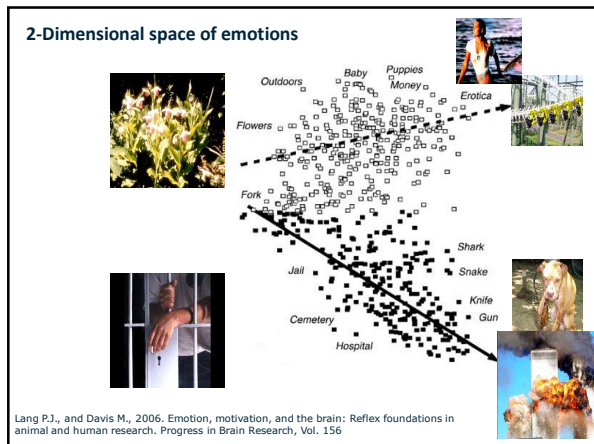 2-Dimensional space of emotions
Outdoors
Baby
Puppies
Money
Erotica
Flowers
Fork
Shark
Jail
Snake
Knife
Gun
Cemetery
Hospital
Lang P.J., and Davis M., 2006. Emotion, motivation, and the brain: Reflex foundations in
animal and human research. Progress in Brain Research, Vol. 156